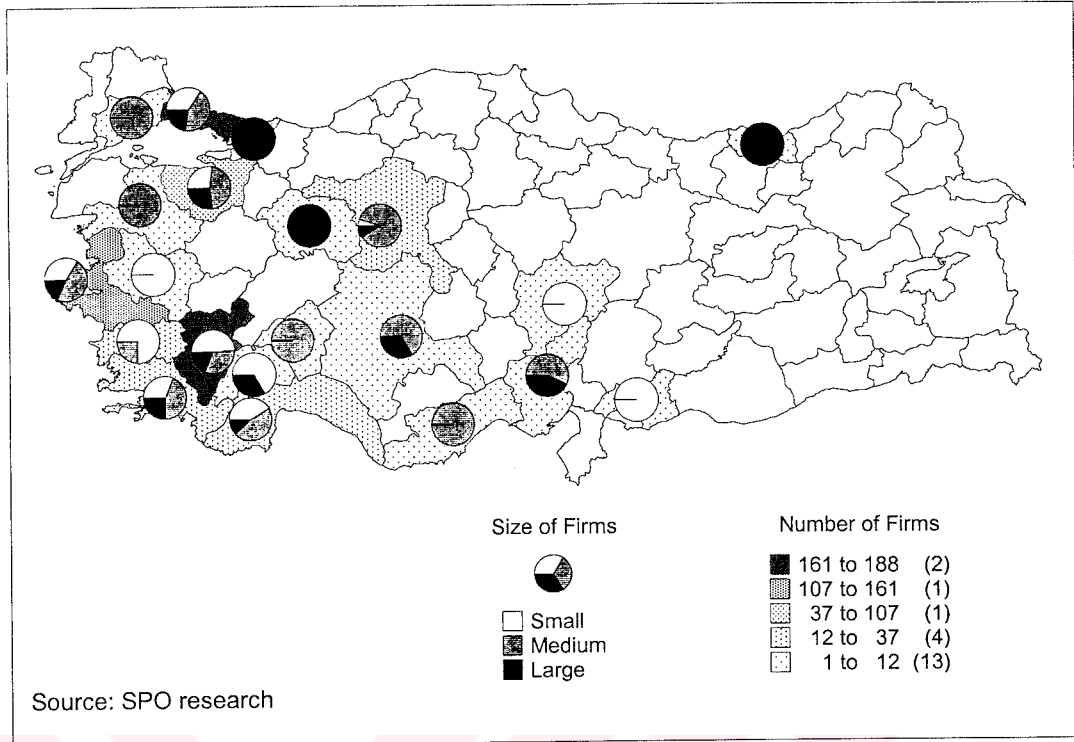 Size of Firms
Small
Medium
Large
Number of Firms
161 to 188 (2)
107 to 161 (1)
37 to 107 (1)
12 to 37 (4)
1 to 12 (13)
Source: SPO research